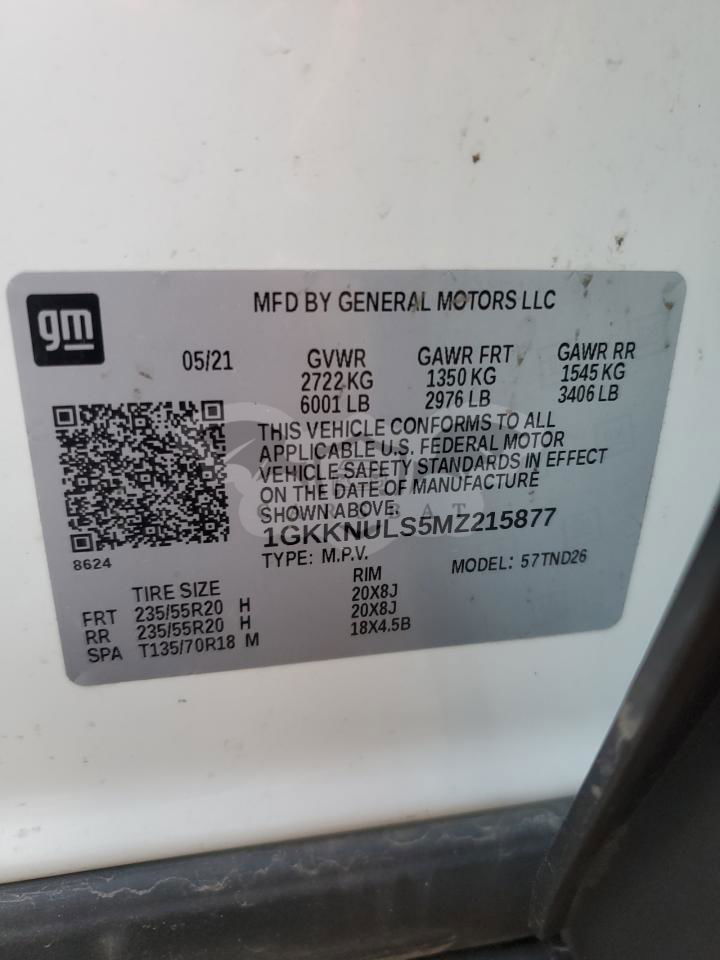 gm
MFD BY GENERAL MOTORS LLC
05/21 GVWR GAWR FRT GAWR RR
2722 KG 1350 KG 1545 KG
6001 LB 2976 LB 3406 LB
THIS VEHICLE CONFORMS TO ALL
APPLICABLE U.S. FEDERAL MOTOR
VEHICLE SAFETY STANDARDS IN EFFECT
ON THE DATE OF MANUFACTURE
SHOWN ABOVE.
1GKKNULS5MZ215877
8624
TYPE: M.P.V. MODEL: 57TND26
TIRE SIZE RIM
FRT 235/55R20 H 20X8J
RR 235/55R20 H 20X8J
SPA T135/70R18 M 18X4.5B